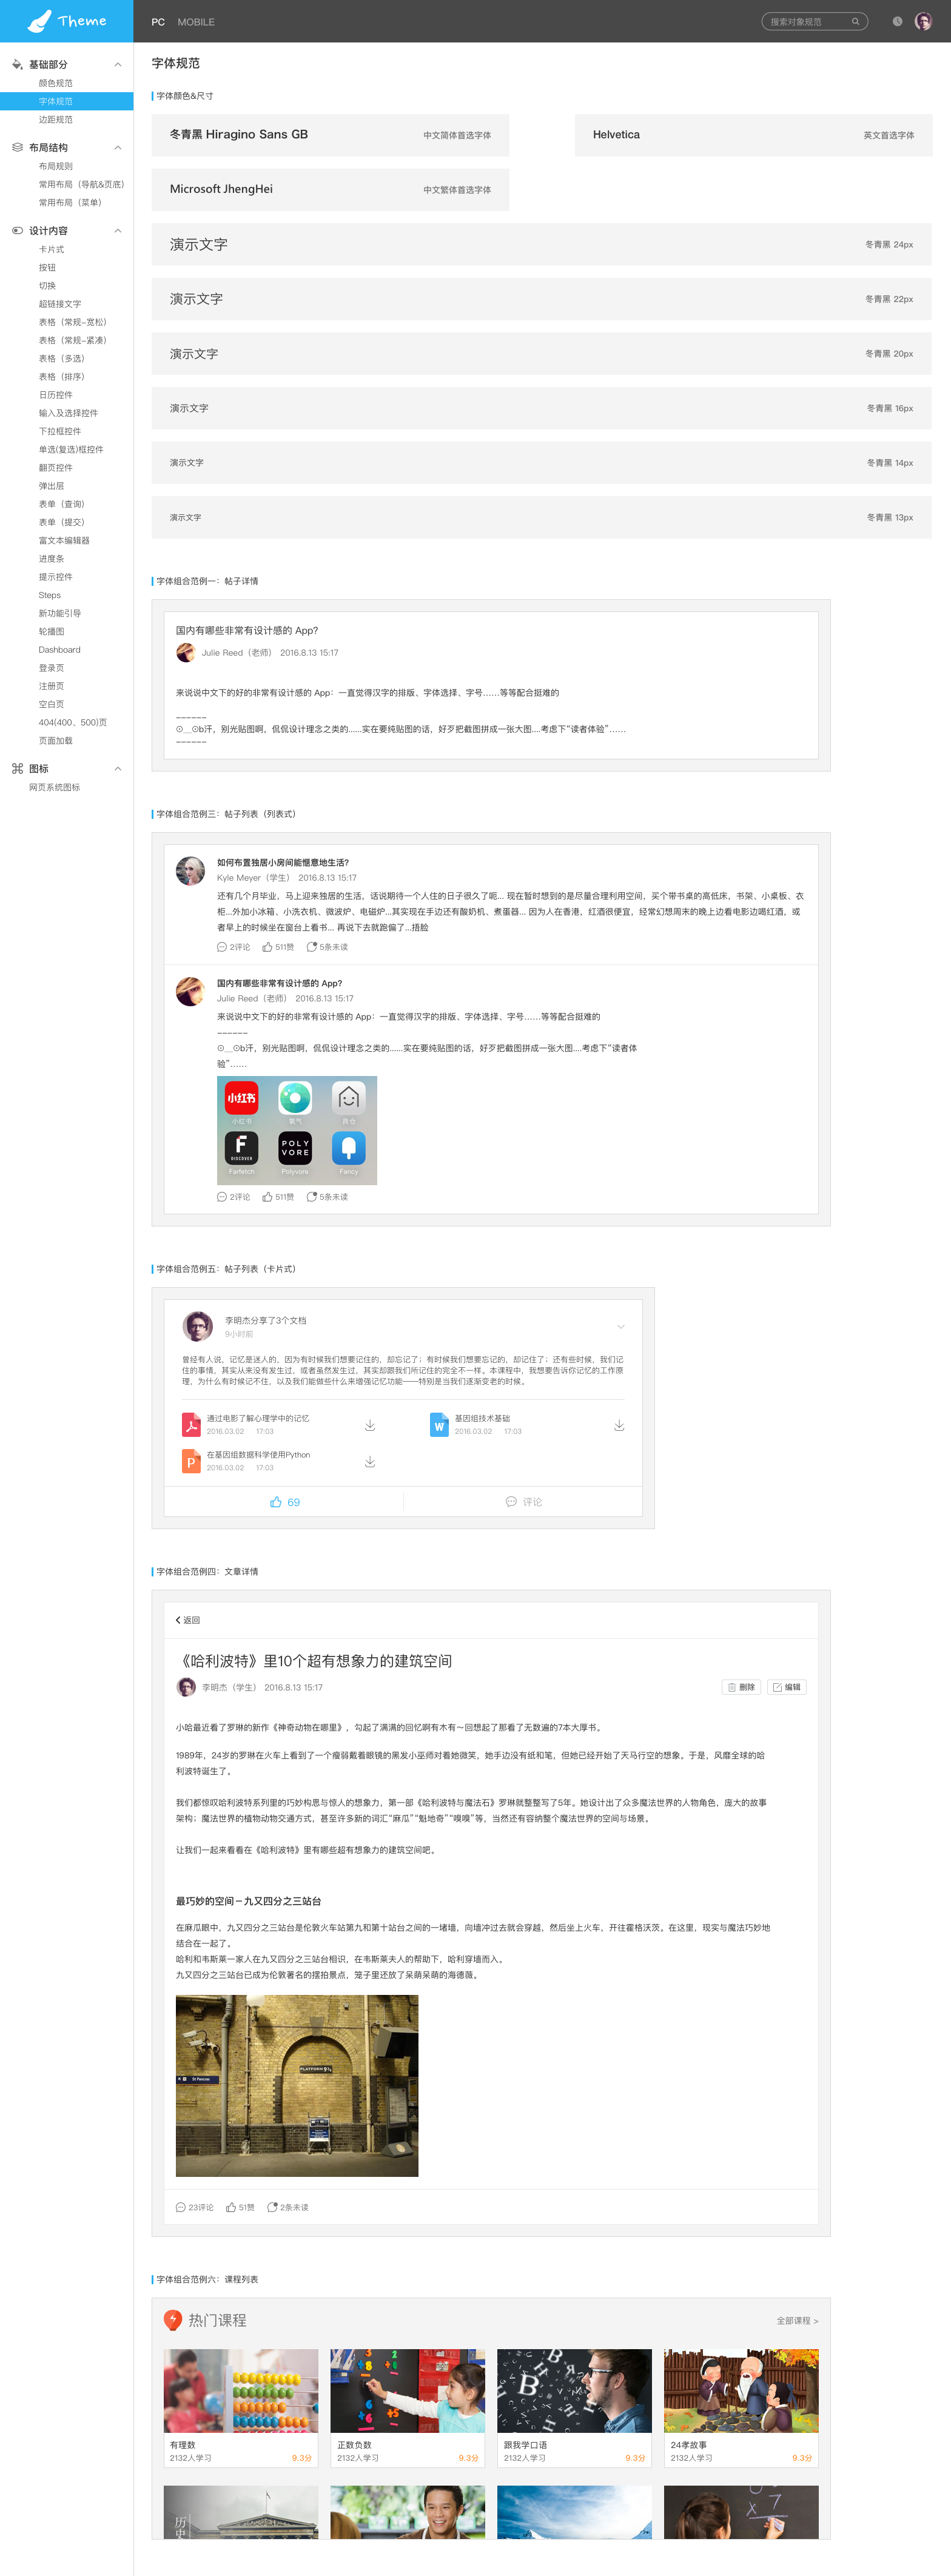 Theme
PC
MOBILE
搜索对象规范
基础部分
颜色规范
字体规范
边距规范
布局结构
布局规则
常用布局（导航&页底）
常用布局（菜单）
设计内容
卡片式
按钮
切换
超链接文字
表格（常规-宽松）
表格（常规-紧凑）
表格（多选）
表格（排序）
日历控件
输入及选择控件
下拉框控件
单选(复选)框控件
翻页控件
弹出层
表单（查询）
表单（提交）
富文本编辑器
进度条
提示控件
Steps
新功能引导
轮播图
Dashboard
登录页
注册页
空白页
404(400、500)页
页面加载
图标
网页系统图标
字体规范
字体颜色&尺寸
冬青黑 Hiragino Sans GB
中文简体首选字体
Helvetica
英文首选字体
Microsoft JhengHei
中文繁体首选字体
演示文字
冬青黑 24px
演示文字
冬青黑 22px
演示文字
冬青黑 20px
演示文字
冬青黑 16px
演示文字
冬青黑 14px
演示文字
冬青黑 13px
字体组合范例一：帖子详情
国内有哪些非常有设计感的 App?
Julie Reed（老师） 2016.8.13 15:17
来说说中文下的好的非常有设计感的 App：一直觉得汉字的排版、字体选择、字号……等等配合挺难的
------
⊙﹏⊙b汗，别光贴图啊，侃侃设计理念之类的......实在要纯贴图的话，好歹把截图拼成一张大图....考虑下“读者体验”……
------
字体组合范例三：帖子列表（列表式）
如何布置独居小房间能惬意地生活?
Kyle Meyer（学生） 2016.8.13 15:17
还有几个月毕业，马上迎来独居的生活，话说期待一个人住的日子很久了呃... 现在暂时想到的是尽量合理利用空间，买个带书桌的高低床，书架、小桌板、衣
柜...外加小冰箱、小洗衣机、微波炉、电磁炉...其实现在手边还有酸奶机、煮蛋器... 因为人在香港，红酒很便宜，经常幻想周末的晚上边看电影边喝红酒，或
者早上的时候坐在窗台上看书... 再说下去就跑偏了...捂脸
2评论
511赞
5条未读
国内有哪些非常有设计感的 App?
Julie Reed（老师） 2016.8.13 15:17
来说说中文下的好的非常有设计感的 App：一直觉得汉字的排版、字体选择、字号……等等配合挺难的
------
⊙﹏⊙b汗，别光贴图啊，侃侃设计理念之类的......实在要纯贴图的话，好歹把截图拼成一张大图....考虑下“读者体
验”……
小红书
小红书
氧气
良仓
F
DISCOVER
POLY
VORE
Farfetch
Polyvore
Fancy
2评论
511赞
5条未读
字体组合范例五：帖子列表（卡片式）
李明杰分享了3个文档
9小时前
曾经有人说，记忆是迷人的，因为有时候我们想要记住的，却忘记了；有时候我们想要忘记的，却记住了；还有些时候，我们记
住的事情，其实从来没有发生过，或者虽然发生过，其实却跟我们所记住的完全不一样。本课程中，我想要告诉你记忆的工作原
理，为什么有时候记不住，以及我们能做些什么来增强记忆功能——特别是当我们逐渐变老的时候。
通过电影了解心理学中的记忆
2016.03.02 17:03
W
基因组技术基础
2016.03.02 17:03
P
在基因组数据科学使用Python
2016.03.02 17:03
69
评论
字体组合范例四：文章详情
返回
《哈利波特》里10个超有想象力的建筑空间
李明杰（学生） 2016.8.13 15:17
删除
编辑
小哈最近看了罗琳的新作《神奇动物在哪里》，勾起了满满的回忆啊有木有～回想起了那看了无数遍的7本大厚书。
1989年，24岁的罗琳在火车上看到了一个瘦弱戴着眼镜的黑发小巫师对着她微笑，她手边没有纸和笔，但她已经开始了天马行空的想象。于是，风靡全球的哈
利波特诞生了。
我们都惊叹哈利波特系列里的巧妙构思与惊人的想象力，第一部《哈利波特与魔法石》罗琳就整整写了5年。她设计出了众多魔法世界的人物角色，庞大的故事
架构；魔法世界的植物动物交通方式，甚至许多新的词汇“麻瓜”“魁地奇”“嗅嗅”等，当然还有容纳整个魔法世界的空间与场景。
让我们一起来看看在《哈利波特》里有哪些超有想象力的建筑空间吧。
最巧妙的空间－九又四分之三站台
在麻瓜眼中，九又四分之三站台是伦敦火车站第九和第十站台之间的一堵墙，向墙冲过去就会穿越，然后坐上火车，开往霍格沃茨。在这里，现实与魔法巧妙地
结合在一起了。
哈利和韦斯莱一家人在九又四分之三站台相识，在韦斯莱夫人的帮助下，哈利穿墙而入。
九又四分之三站台已成为伦敦著名的摆拍景点，笼子里还放了呆萌呆萌的海德薇。
PLATFORM 9¾
St Pancras
23评论
51赞
2条未读
字体组合范例六：课程列表
热门课程
全部课程 >
有理数
2132人学习
9.3分
正数负数
2132人学习
9.3分
跟我学口语
2132人学习
9.3分
24孝故事
2132人学习
9.3分
历史
x 7